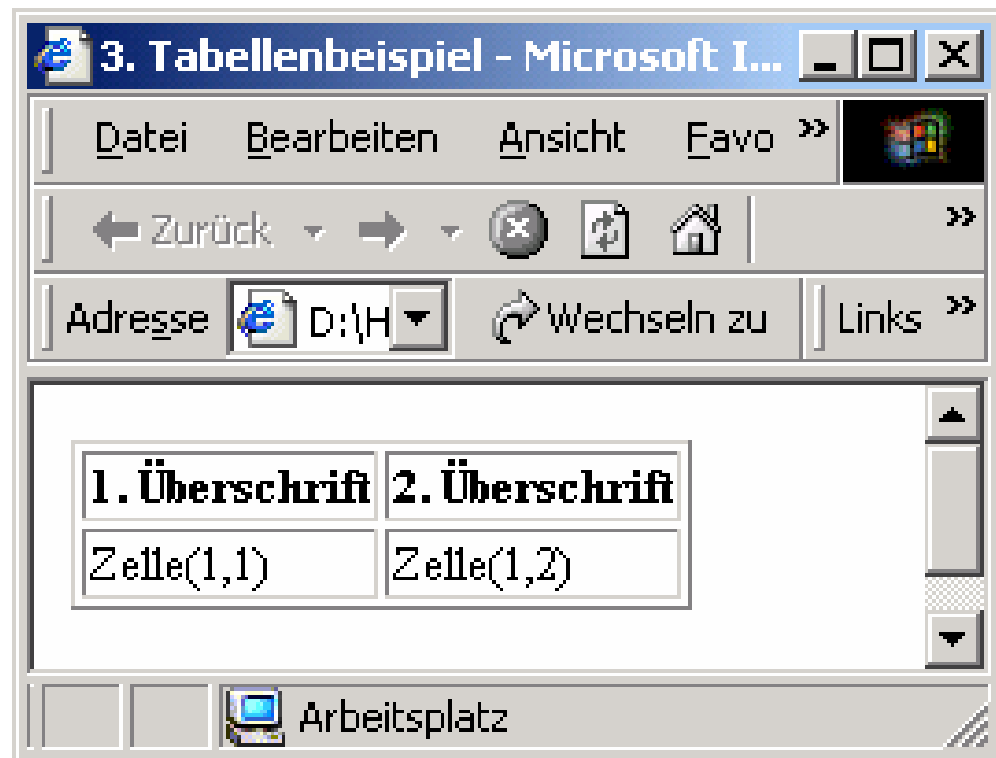 3. Tabellenbeispiel - Microsoft I...
Datei Bearbeiten Ansicht Favo »
Zurück »
Adresse D:\H Wechseln zu Links »
1. Überschrift 2. Überschrift
Zelle(1,1) Zelle(1,2)
Arbeitsplatz